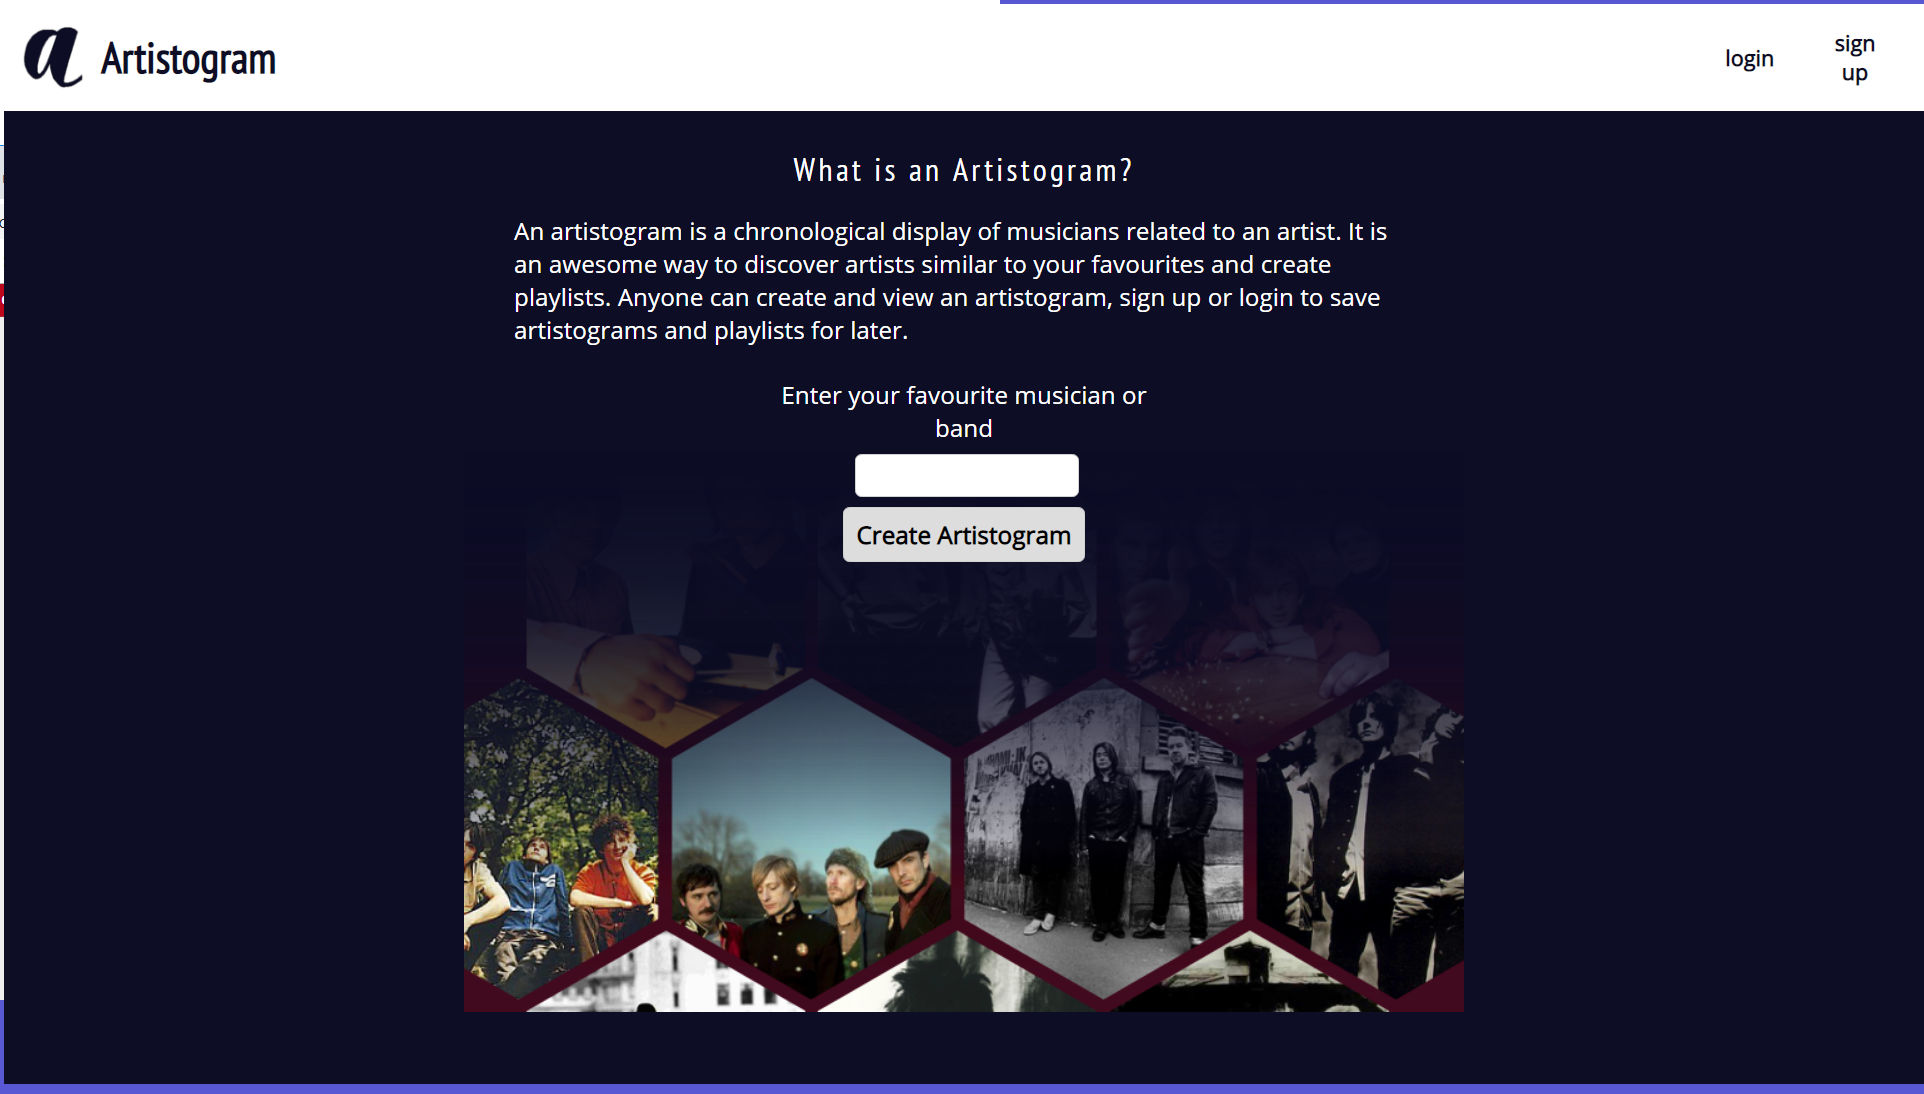 a Artistogram
login
sign
up
What is an Artistogram?
An artistogram is a chronological display of musicians related to an artist. It is
an awesome way to discover artists similar to your favourites and create
playlists. Anyone can create and view an artistogram, sign up or login to save
artistograms and playlists for later.
Enter your favourite musician or
band
Create Artistogram